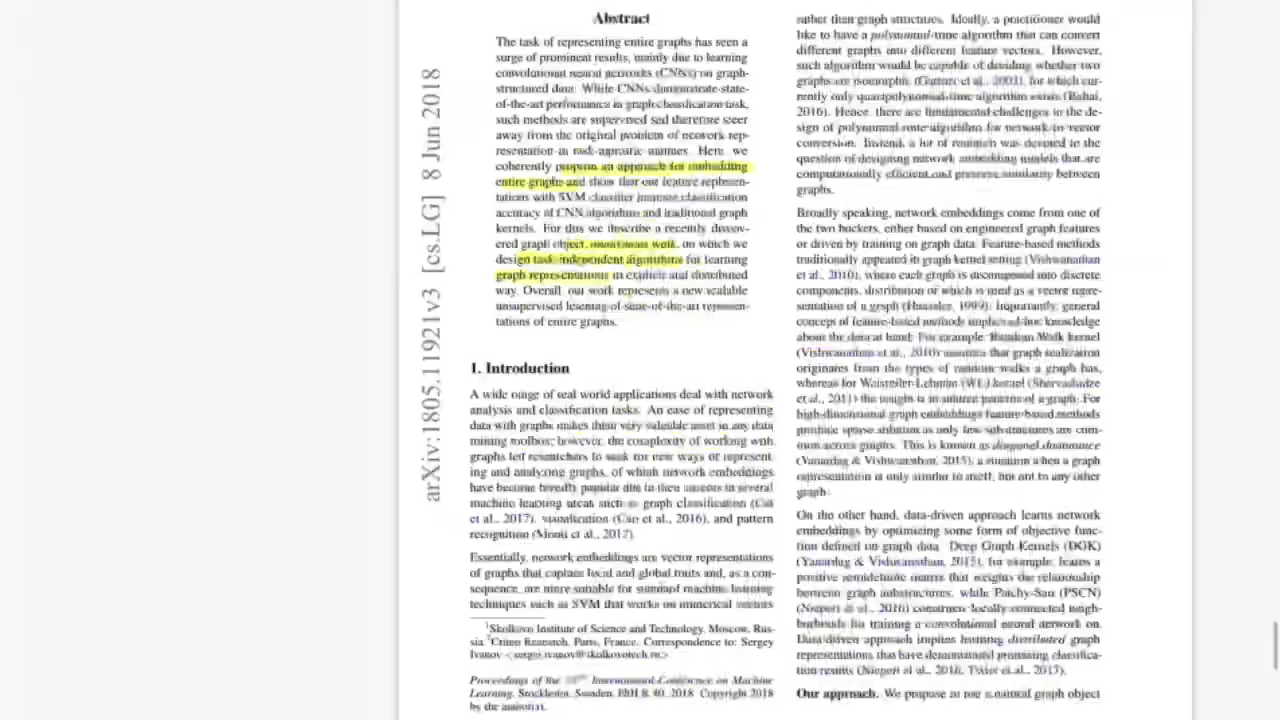 arXiv:1805.11921v3 [cs.LG] 8 Jun 2018
Abstract
The task of representing entire graphs has seen a
surge of prominent results, mainly due to learning
convolutional neural networks (CNNs) on graph-
structured data. While CNNs demonstrate state-
of-the-art performance in graph classification task,
such methods are supervised and therefore steer
away from the original problem of network rep-
resentation in task-agnostic manner. Here, we
coherently propose an approach for embedding
entire graphs and show that our feature represen-
tations with SVM classifier increase classification
accuracy of CNN algorithms and traditional graph
kernels. For this we describe a recently discov-
ered graph object, anonymous walk, on which we
design task-independent algorithms for learning
graph representations in explicit and distributed
way. Overall, our work represents a new scalable
unsupervised learning of state-of-the-art represen-
tations of entire graphs.
1. Introduction
A wide range of real world applications deal with network
analysis and classification tasks. An ease of representing
data with graphs makes them very valuable asset in any data
mining toolbox; however, the complexity of working with
graphs led researchers to seek for new ways of represent-
ing and analyzing graphs, of which network embeddings
have become broadly popular due to their success in several
machine learning areas such as graph classification (Cai
et al., 2017), visualization (Cao et al., 2016), and pattern
recognition (Monti et al., 2017).
Essentially, network embeddings are vector representations
of graphs that capture local and global traits and, as a con-
sequence, are more suitable for standard machine learning
techniques such as SVM that works on numerical vectors
Skolkovo Institute of Science and Technology, Moscow, Rus-
sia. Criteo Research, Paris, France. Correspondence to: Sergey
Ivanov <sergei.ivanov@skolkovotech.ru>.
Proceedings of the International Conference on Machine
Learning, Stockholm, Sweden, PMLR 80, 2018. Copyright 2018
by the author(s).
rather than graph structures. Ideally, a practitioner would
like to have a polynomial-time algorithm that can convert
different graphs into different feature vectors. However,
such algorithm would be capable of deciding whether two
graphs are isomorphic (Gartner et al., 2003), for which cur-
rently only quasipolynomial-time algorithm exists (Babai,
2016). Hence, there are fundamental challenges in the de-
sign of polynomial-time algorithm for network-to-vector
conversion. Instead, a lot of research was devoted to the
question of designing network embedding models that are
computationally efficient and preserve similarity between
graphs.
Broadly speaking, network embeddings come from one of
the two buckets, either based on engineered graph features
or driven by training on graph data. Feature-based methods
traditionally appeared in graph kernels setting (Vishwanathan
et al., 2010), where each graph is decomposed into discrete
components, distribution of which is used as a vector repre-
sentation of a graph (Haussler, 1999). Importantly, general
concept of feature-based methods implies ad-hoc knowledge
about the data at hand. For example, Random Walk kernel
(Vishwanathan et al., 2010) assumes that graph realization
originates from the types of random walks a graph has,
whereas for Weisfeiler-Lehman (WL) kernel (Shervashidze
et al., 2011) the insight is in subtree patterns of a graph. For
high-dimensional graph embeddings feature-based methods
produce sparse solution as only few substructures are com-
mon across graphs. This is known as diagonal dominance
(Yanardag & Vishwanathan, 2015), a situation when a graph
representation is only similar to itself, but not to any other
graph.
On the other hand, data-driven approach learns network
embeddings by optimizing some form of objective func-
tion defined on graph data. Deep Graph Kernels (DGK)
(Yanardag & Vishwanathan, 2015), for example, learns a
positive semidefinite matrix that weights the relationship
between graph substructures, while Patchy-San (PSCN)
(Niepert et al., 2016) constructs locally connected neigh-
borhoods for training a convolutional neural network on.
Data-driven approach implies learning distributed graph
representations that have demonstrated promising classifica-
tion results (Niepert et al., 2016, et al., 2017).
Our approach. We propose to use a natural graph object